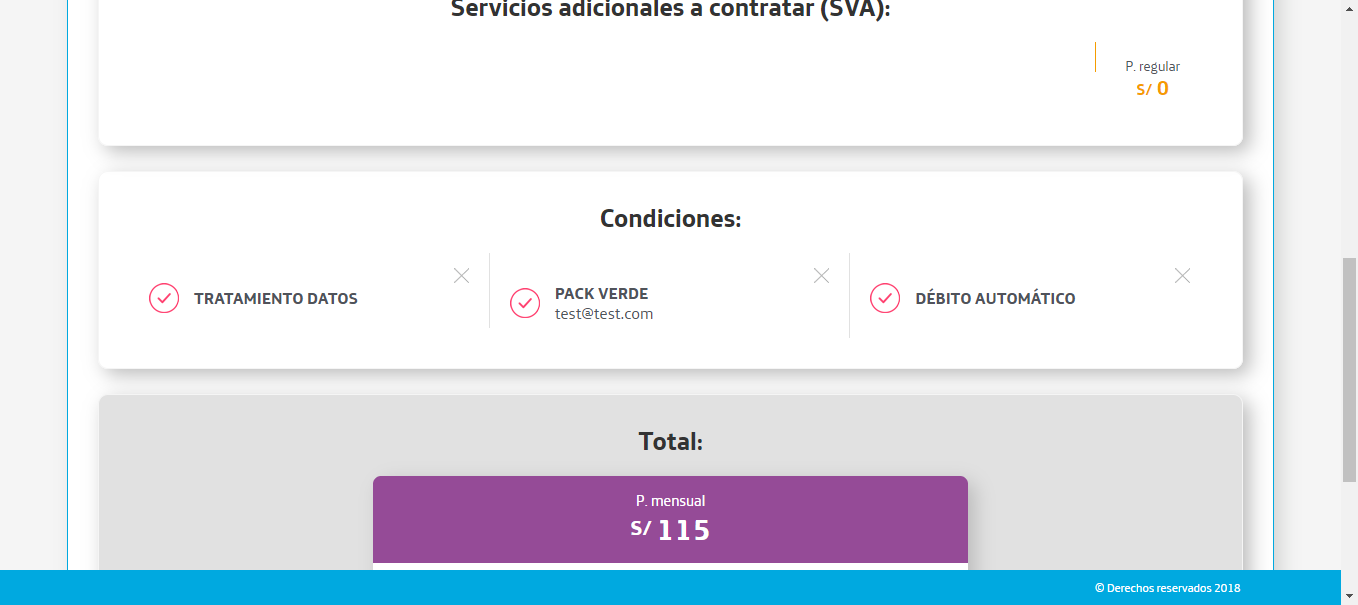 Servicios adicionales a contratar (SVA):
P. regular
S/ 0
Condiciones:
TRATAMIENTO DATOS
PACK VERDE
test@test.com
DÉBITO AUTOMÁTICO
Total:
P. mensual
S/ 115
© Derechos reservados 2018